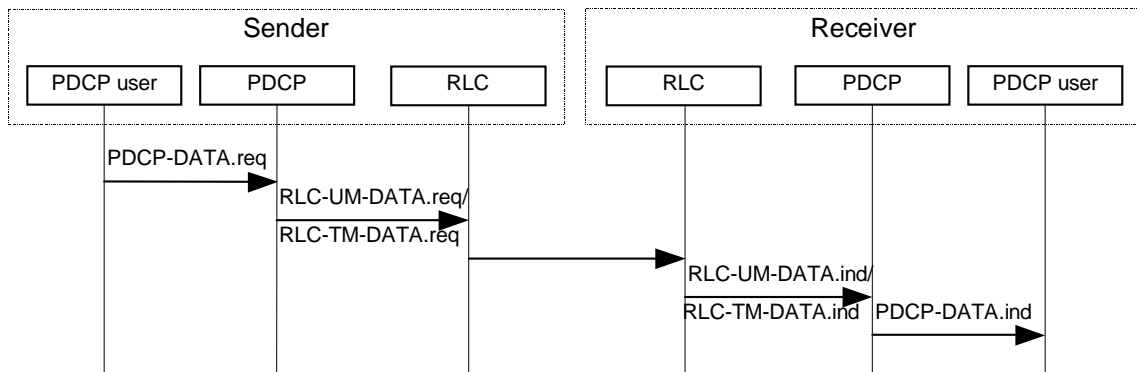 Sender
Receiver
PDCP user
PDCP
RLC
RLC
PDCP
PDCP user
PDCP-DATA.req
RLC-UM-DATA.req/
RLC-TM-DATA.req
RLC-UM-DATA.ind/
RLC-TM-DATA.ind
PDCP-DATA.ind